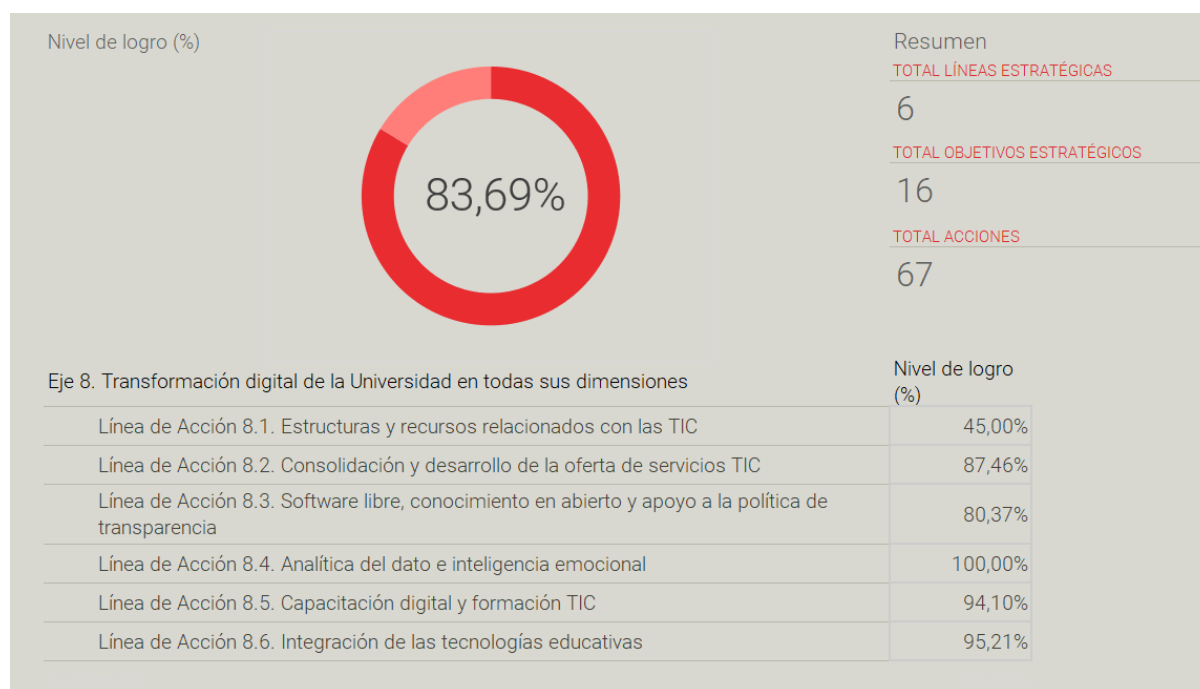 Nivel de logro (%)
83,69%
Resumen
TOTAL LÍNEAS ESTRATÉGICAS
6
TOTAL OBJETIVOS ESTRATÉGICOS
16
TOTAL ACCIONES
67
Eje 8. Transformación digital de la Universidad en todas sus dimensiones
Nivel de logro
(%)
Línea de Acción 8.1. Estructuras y recursos relacionados con las TIC 45,00%
Línea de Acción 8.2. Consolidación y desarrollo de la oferta de servicios TIC 87,46%
Línea de Acción 8.3. Software libre, conocimiento en abierto y apoyo a la política de
transparencia 80,37%
Línea de Acción 8.4. Analítica del dato e inteligencia emocional 100,00%
Línea de Acción 8.5. Capacitación digital y formación TIC 94,10%
Línea de Acción 8.6. Integración de las tecnologías educativas 95,21%